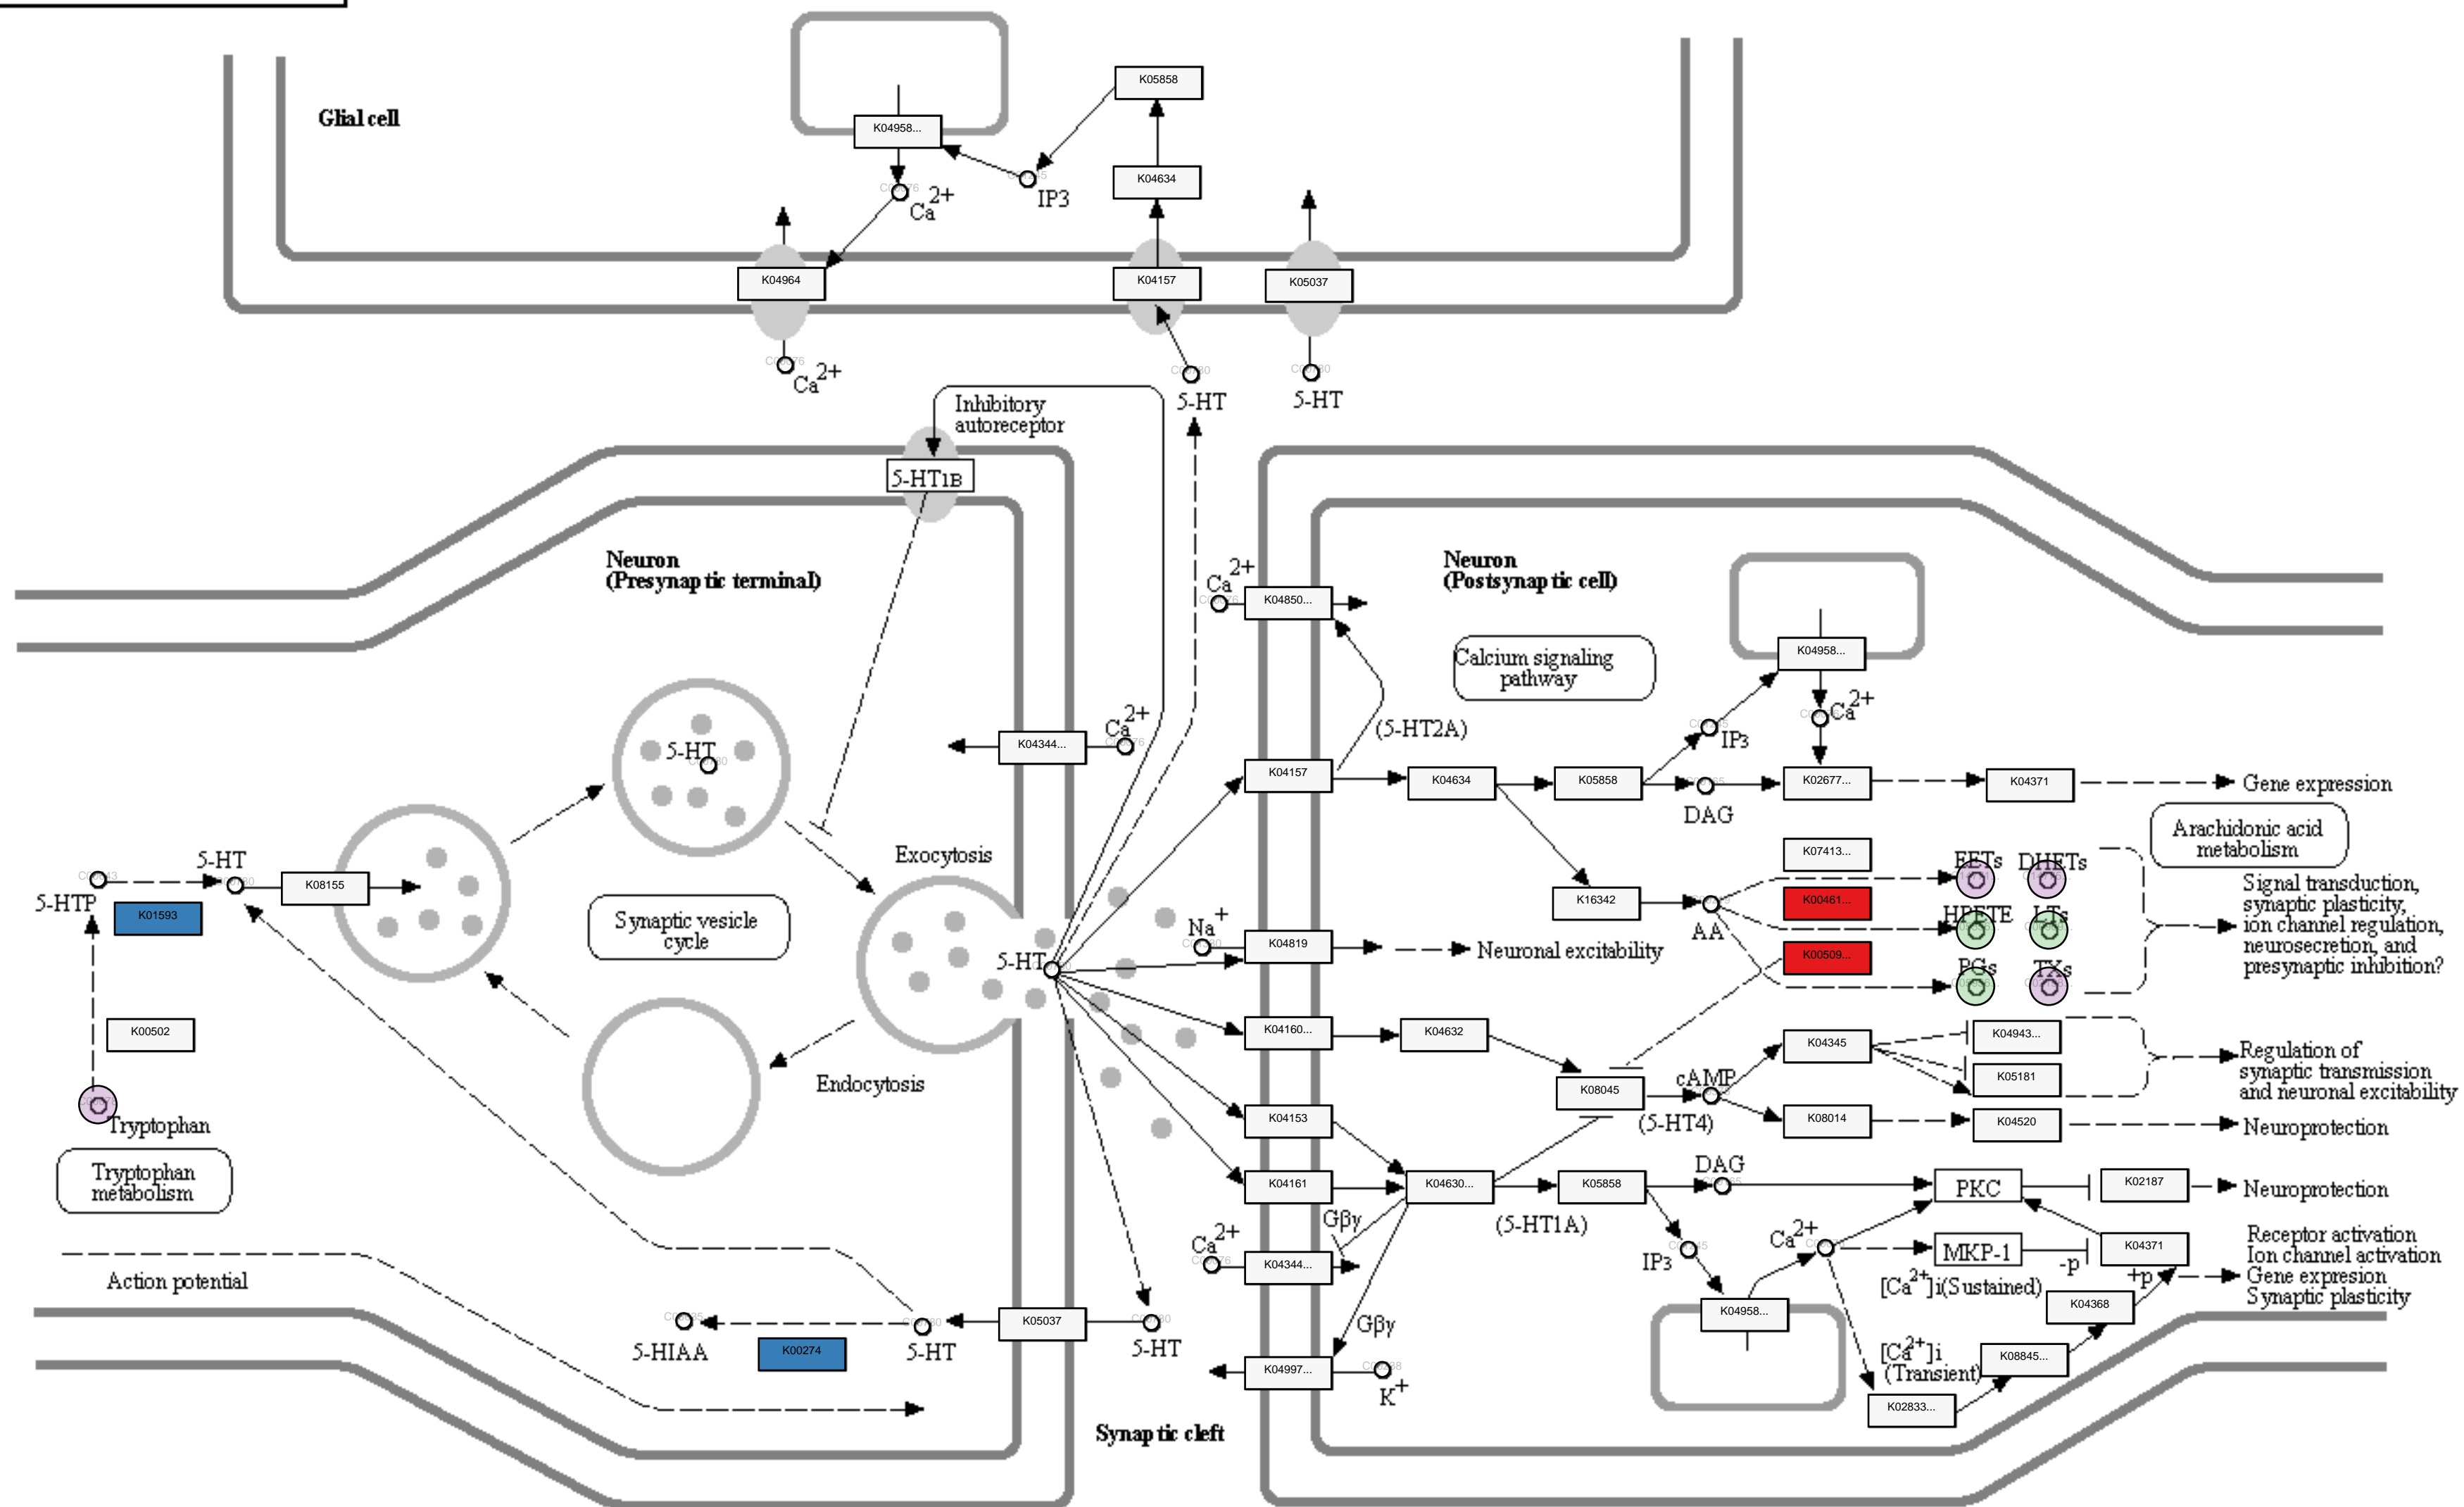 K05858
Glial cell
K04958...
K04634
Ca2+
IP3
K04964
K04157
K05037
Ca2+
5-HT
5-HT
Inhibitory
autoreceptor
5-HT1B
Neuron
(Presynaptic terminal)
Neuron
(Postsynaptic cell)
Ca2+
K04850...
Calcium signaling
pathway
K04958...
Ca2+
(5-HT2A)
IP3
5-HT
K04344...
Ca2+
K04157
K04634
K05858
DAG
K02677...
K04371
Gene expression
Arachidonic acid
metabolism
5-HT
5-HTP
K01593
K08155
Synaptic vesicle
cycle
Exocytosis
5-HT
Na+
K04819
Neuronal excitability
K16342
AA
K07413...
K00461...
K00509...
EETs
DHETs
HPETE
LTs
PGs
TXs
Signal transduction,
synaptic plasticity,
ion channel regulation,
neurosecretion, and
presynaptic inhibition?
K00502
Tryptophan
Tryptophan
metabolism
Endocytosis
K04160...
K04632
K08045
cAMP
(5-HT4)
K04345
K04943...
K05181
Regulation of
synaptic transmission
and neuronal excitability
K04153
K08014
K04520
Neuroprotection
K04161
K04630...
K05858
(5-HT1A)
DAG
PKC
K02187
Neuroprotection
Gβγ
Ca2+
K04344...
IP3
Ca2+
MKP-1
-p
K04371
+p
Receptor activation
Ion channel activation
Gene expresion
Synaptic plasticity
[Ca2+]i(Sustained)
K04368
K04958...
[Ca2+]i
(Transient)
K08845...
K02833...
Action potential
5-HIAA
K00274
5-HT
K05037
5-HT
Gβγ
K04997...
K+
Synaptic cleft